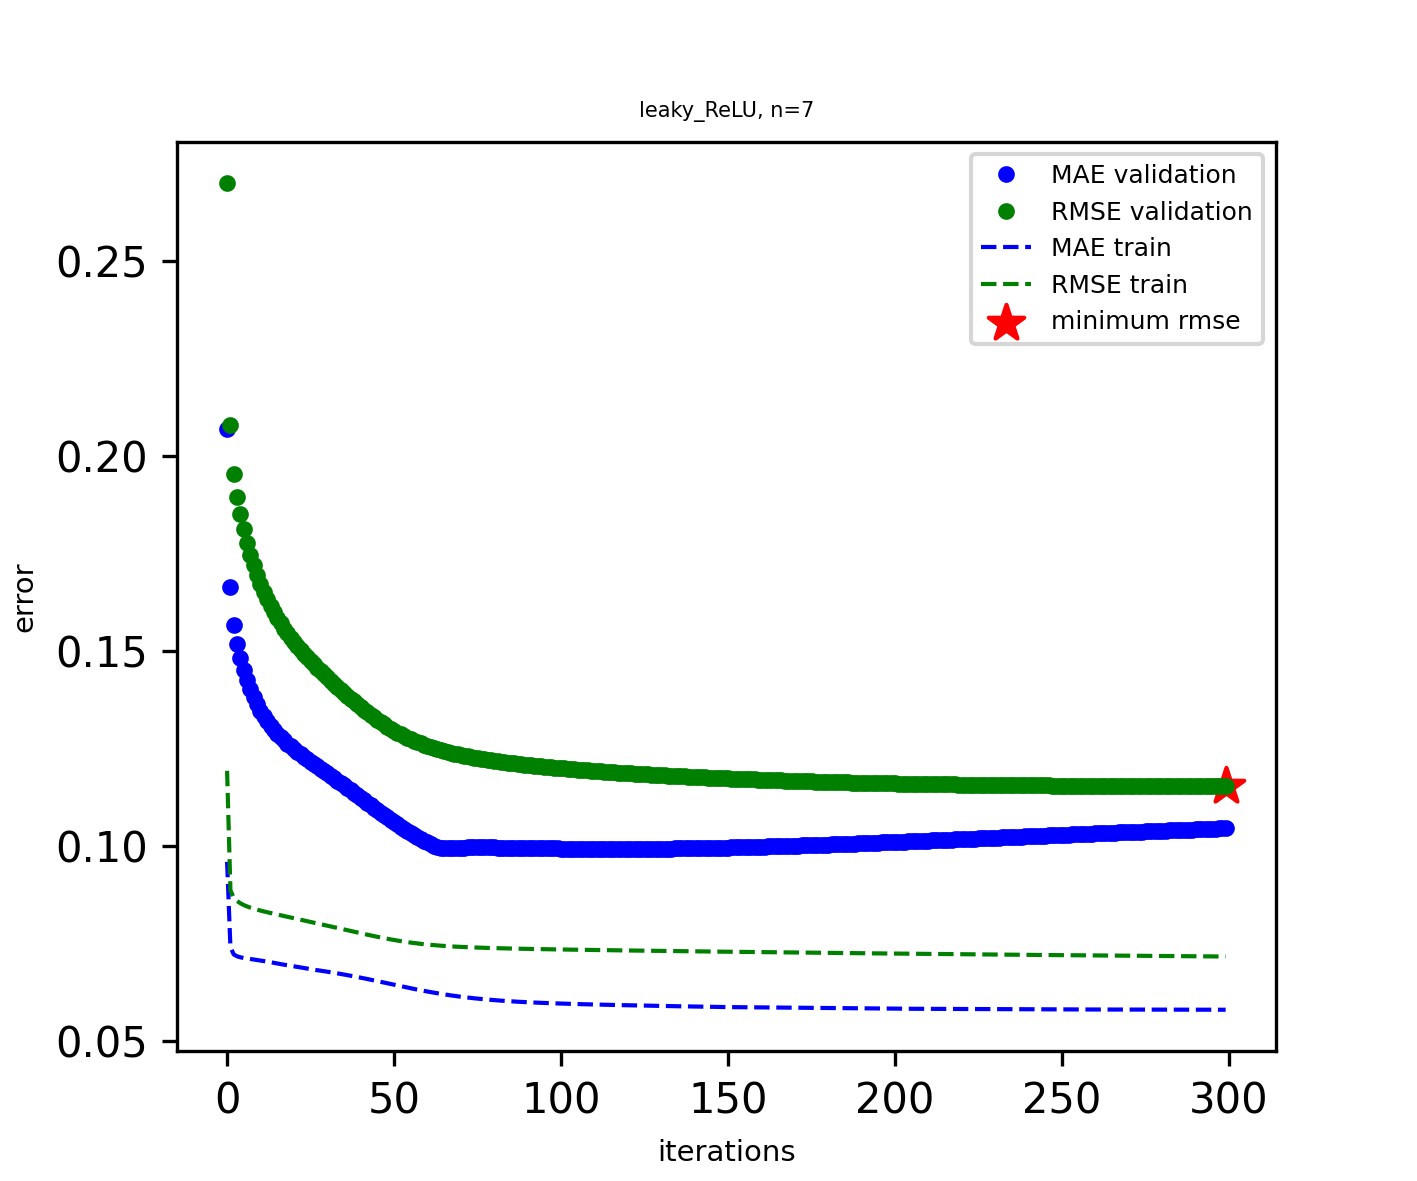 leaky_ReLU, n=7
MAE validation
RMSE validation
MAE train
RMSE train
minimum rmse
error
0.25
0.20
0.15
0.10
0.05
0 50 100 150 200 250 300
iterations